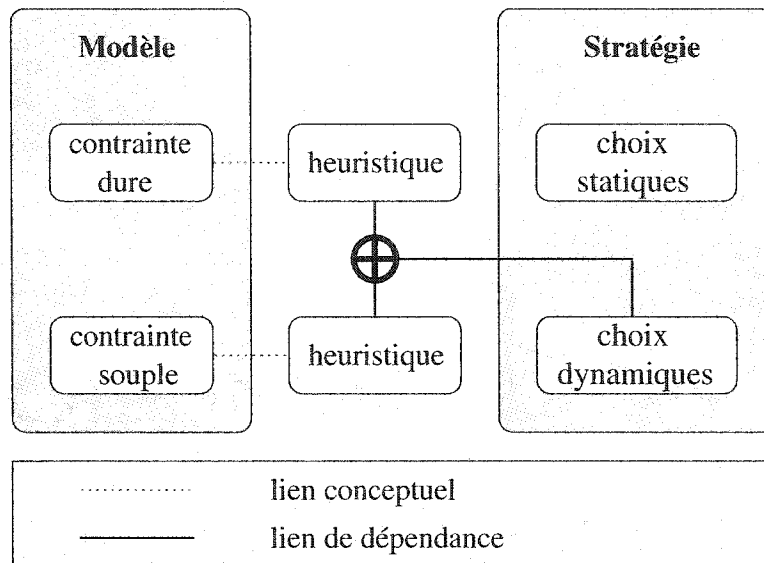 Modèle
Stratégie
contrainte
dure
heuristique
choix
statiques
contrainte
souple
heuristique
choix
dynamiques
lien conceptuel
lien de dépendance